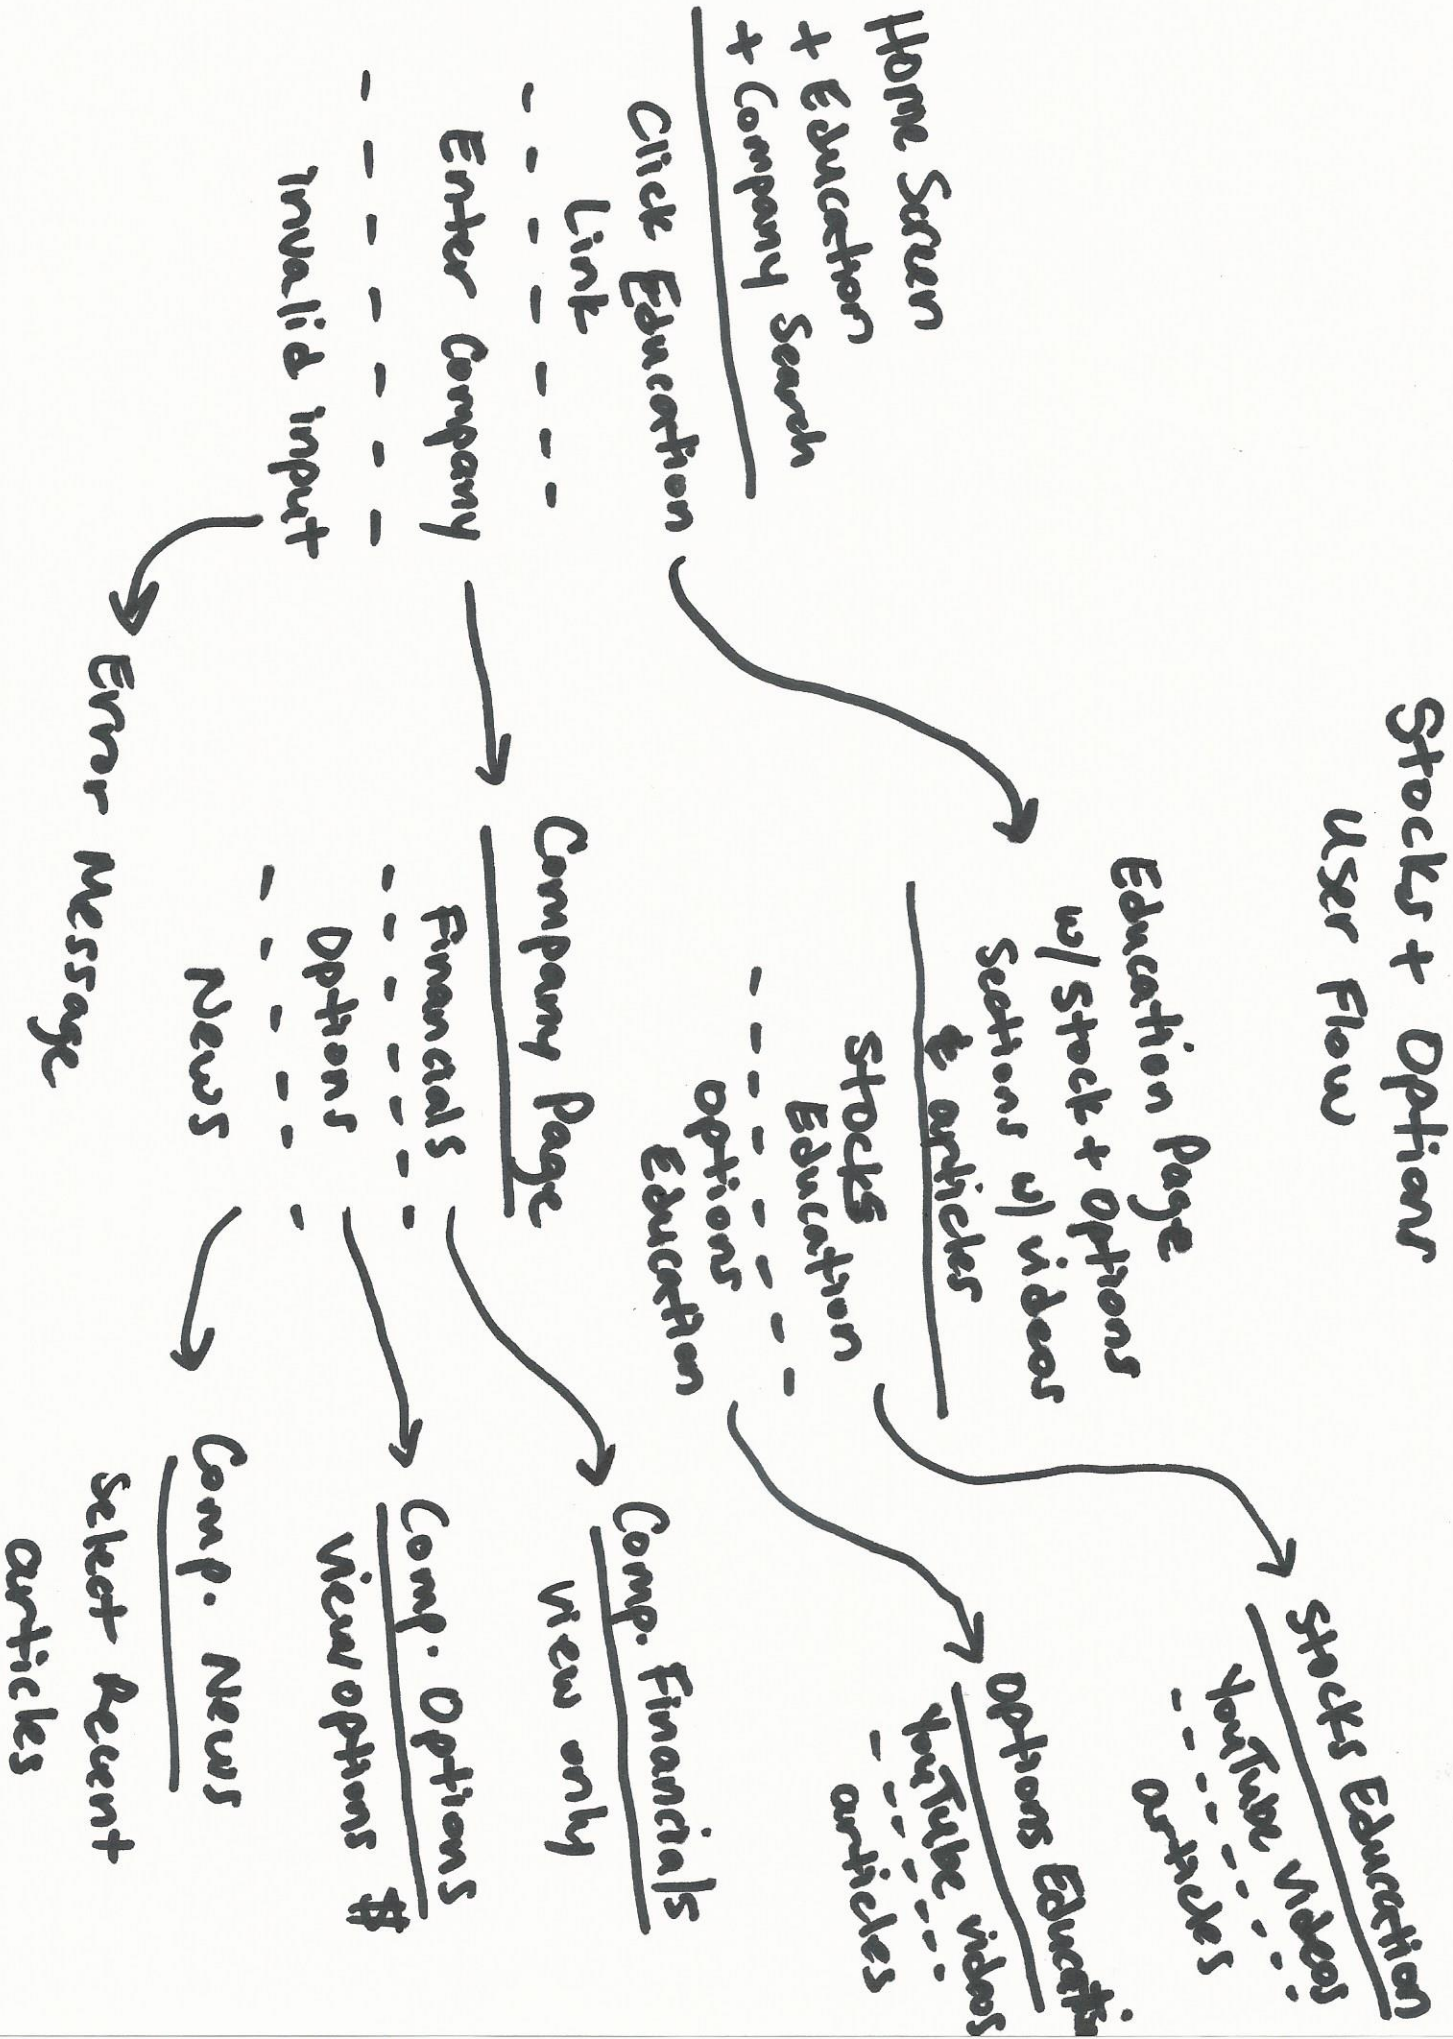 Stocks + Options
User Flow
Home Screen
+ Education
+ Company Search
Click Education
Link
Enter Company
invalid input
Error Message
Education Page
w/ Stock + Options
Sections w/ videos
& articles
Stocks
Education
Options
Education
Company Page
Financials
Options
News
Stocks Education
YouTube Videos
articles
Options Education
YouTube videos
articles
Comp. Financials
View only
Comp. Options
View options $
Comp. News
Select Recent
articles